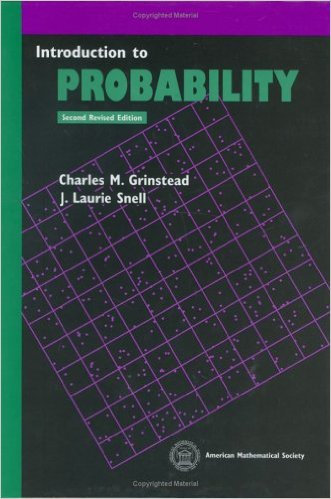 Copyrighted Material
Introduction to
PROBABILITY
Second Revised Edition
Charles M. Grinstead
J. Laurie Snell
American Mathematical Society
Copyrighted Material